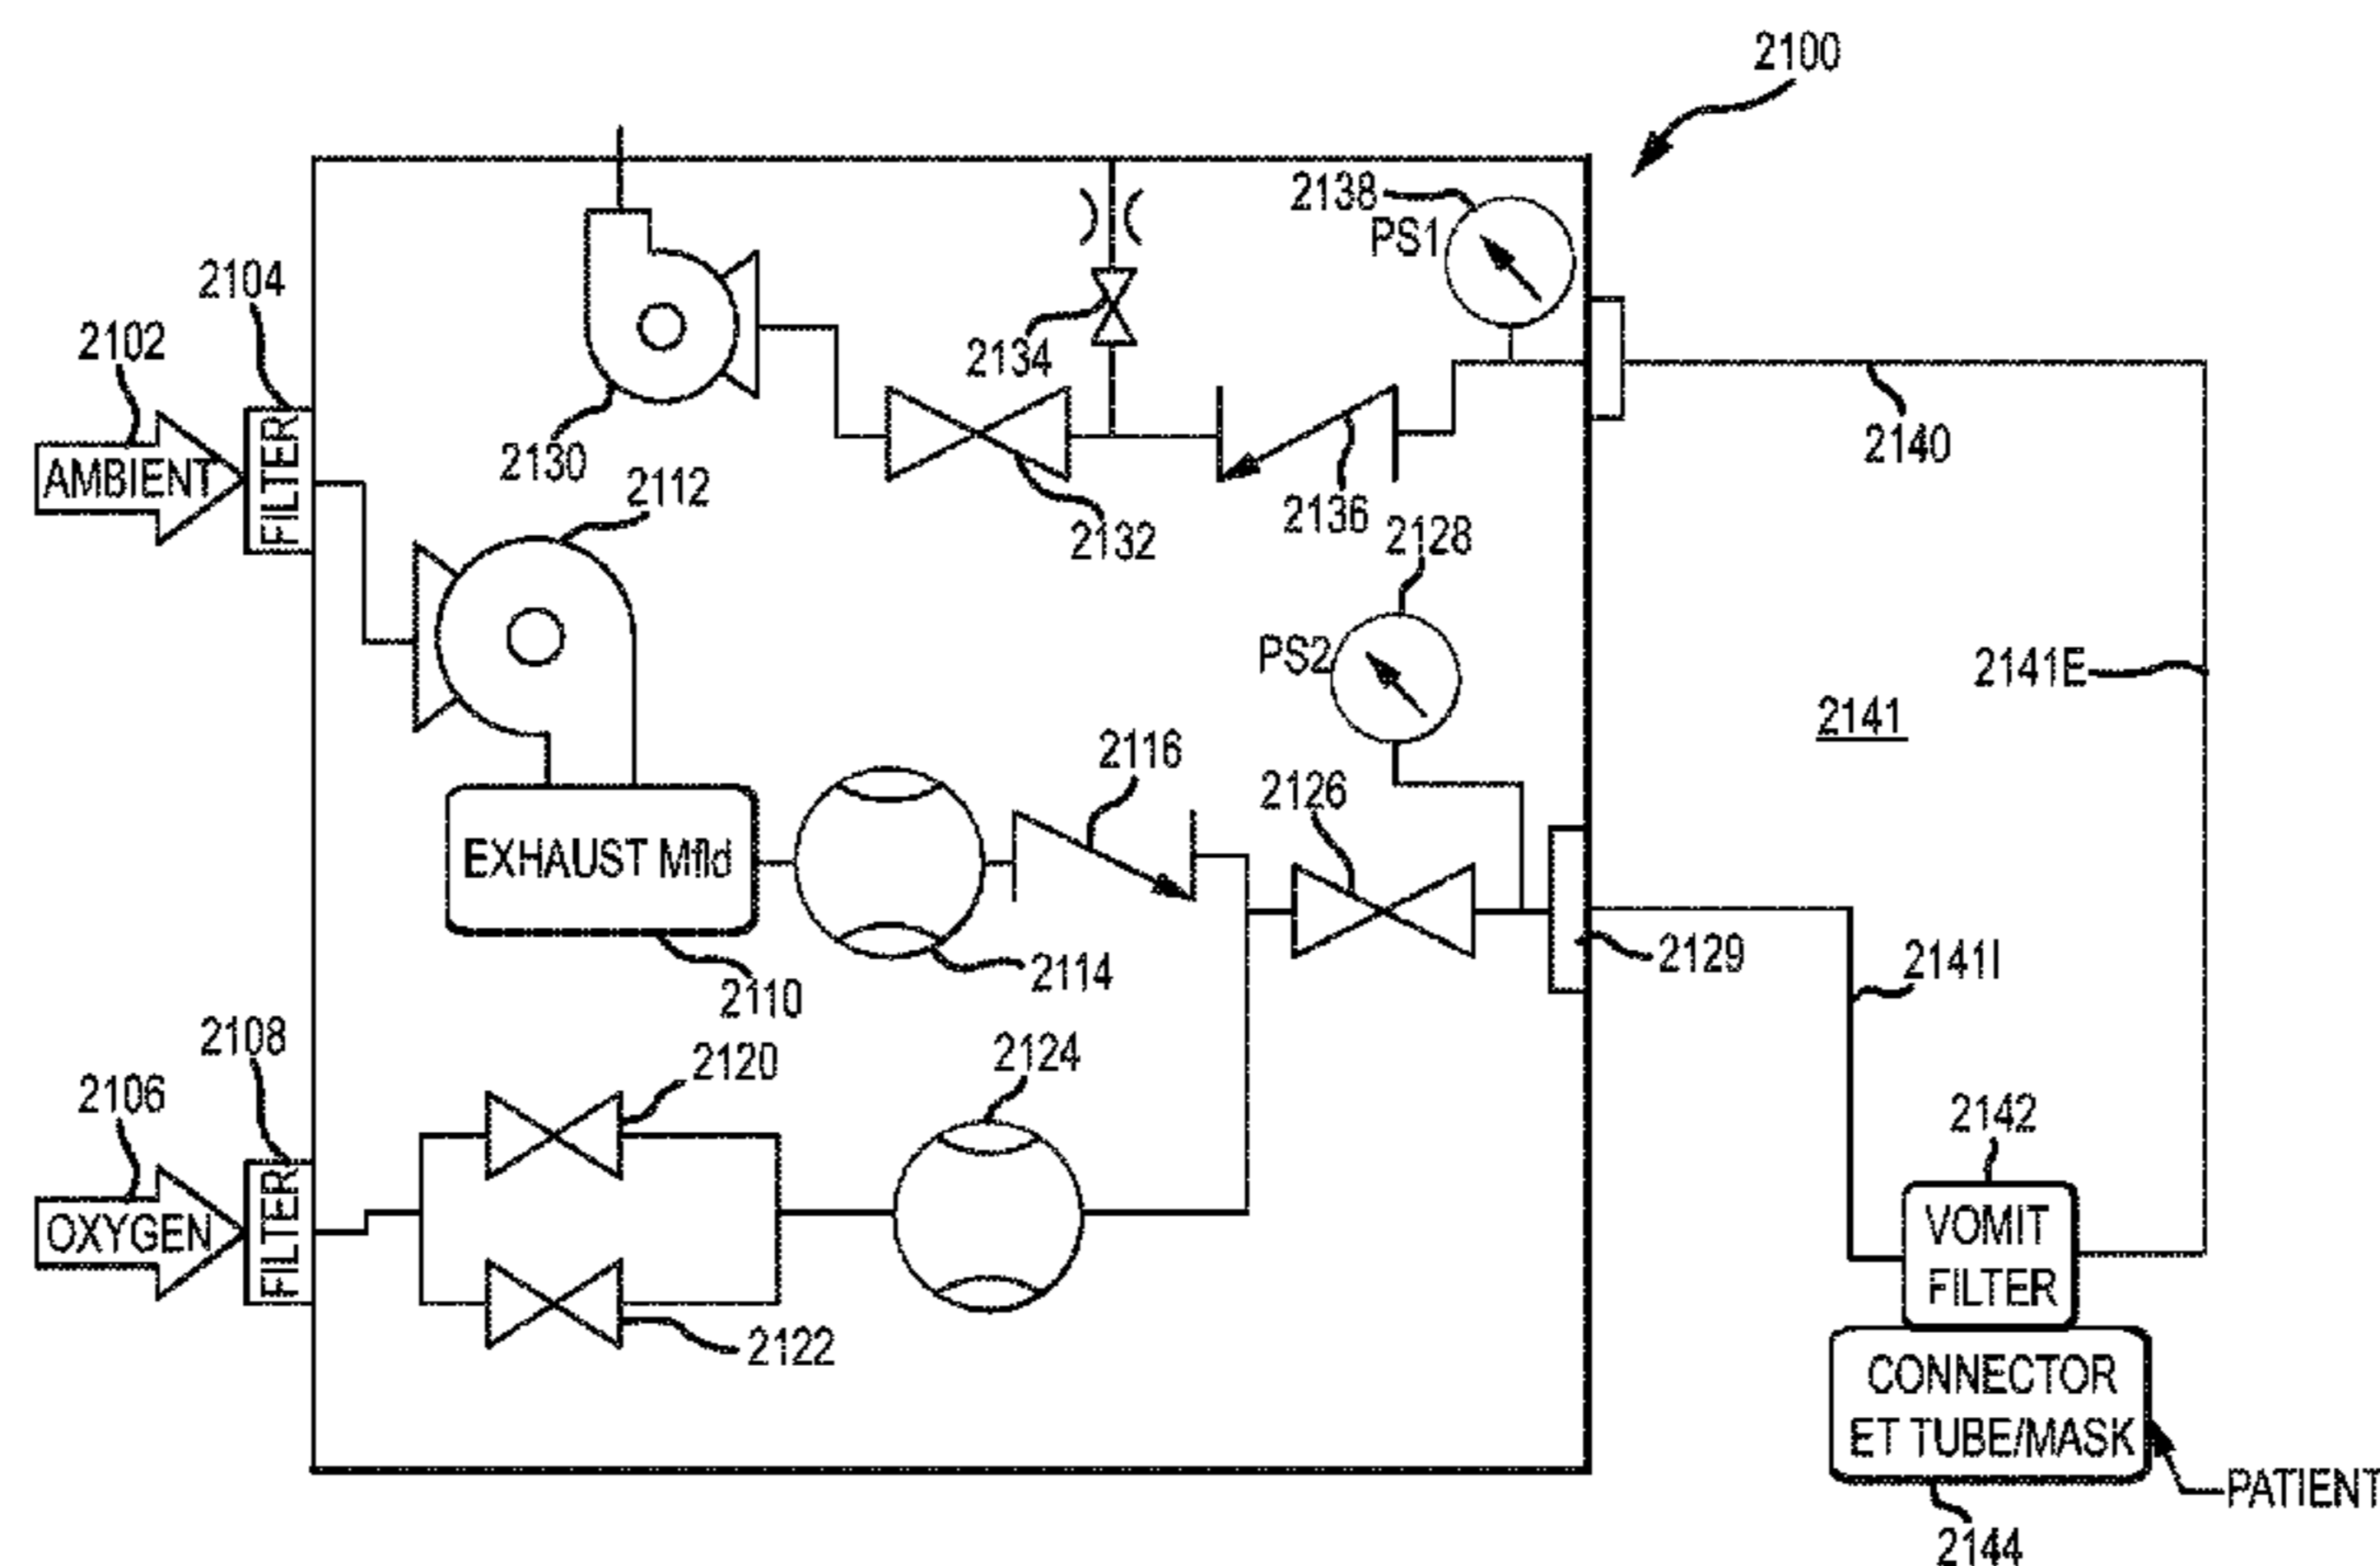 2100
2138
PS1
2104
2134
2102
AMBIENT
FILTER
2130
2112
2132
2136
2140
2128
PS2
2141E
2141
2116
2126
EXHAUST Mfld
2114
2129
2141I
2110
2108
2120
2124
2106
OXYGEN
FILTER
2142
VOMIT
FILTER
2122
CONNECTOR
ET TUBE/MASK
PATIENT
2144